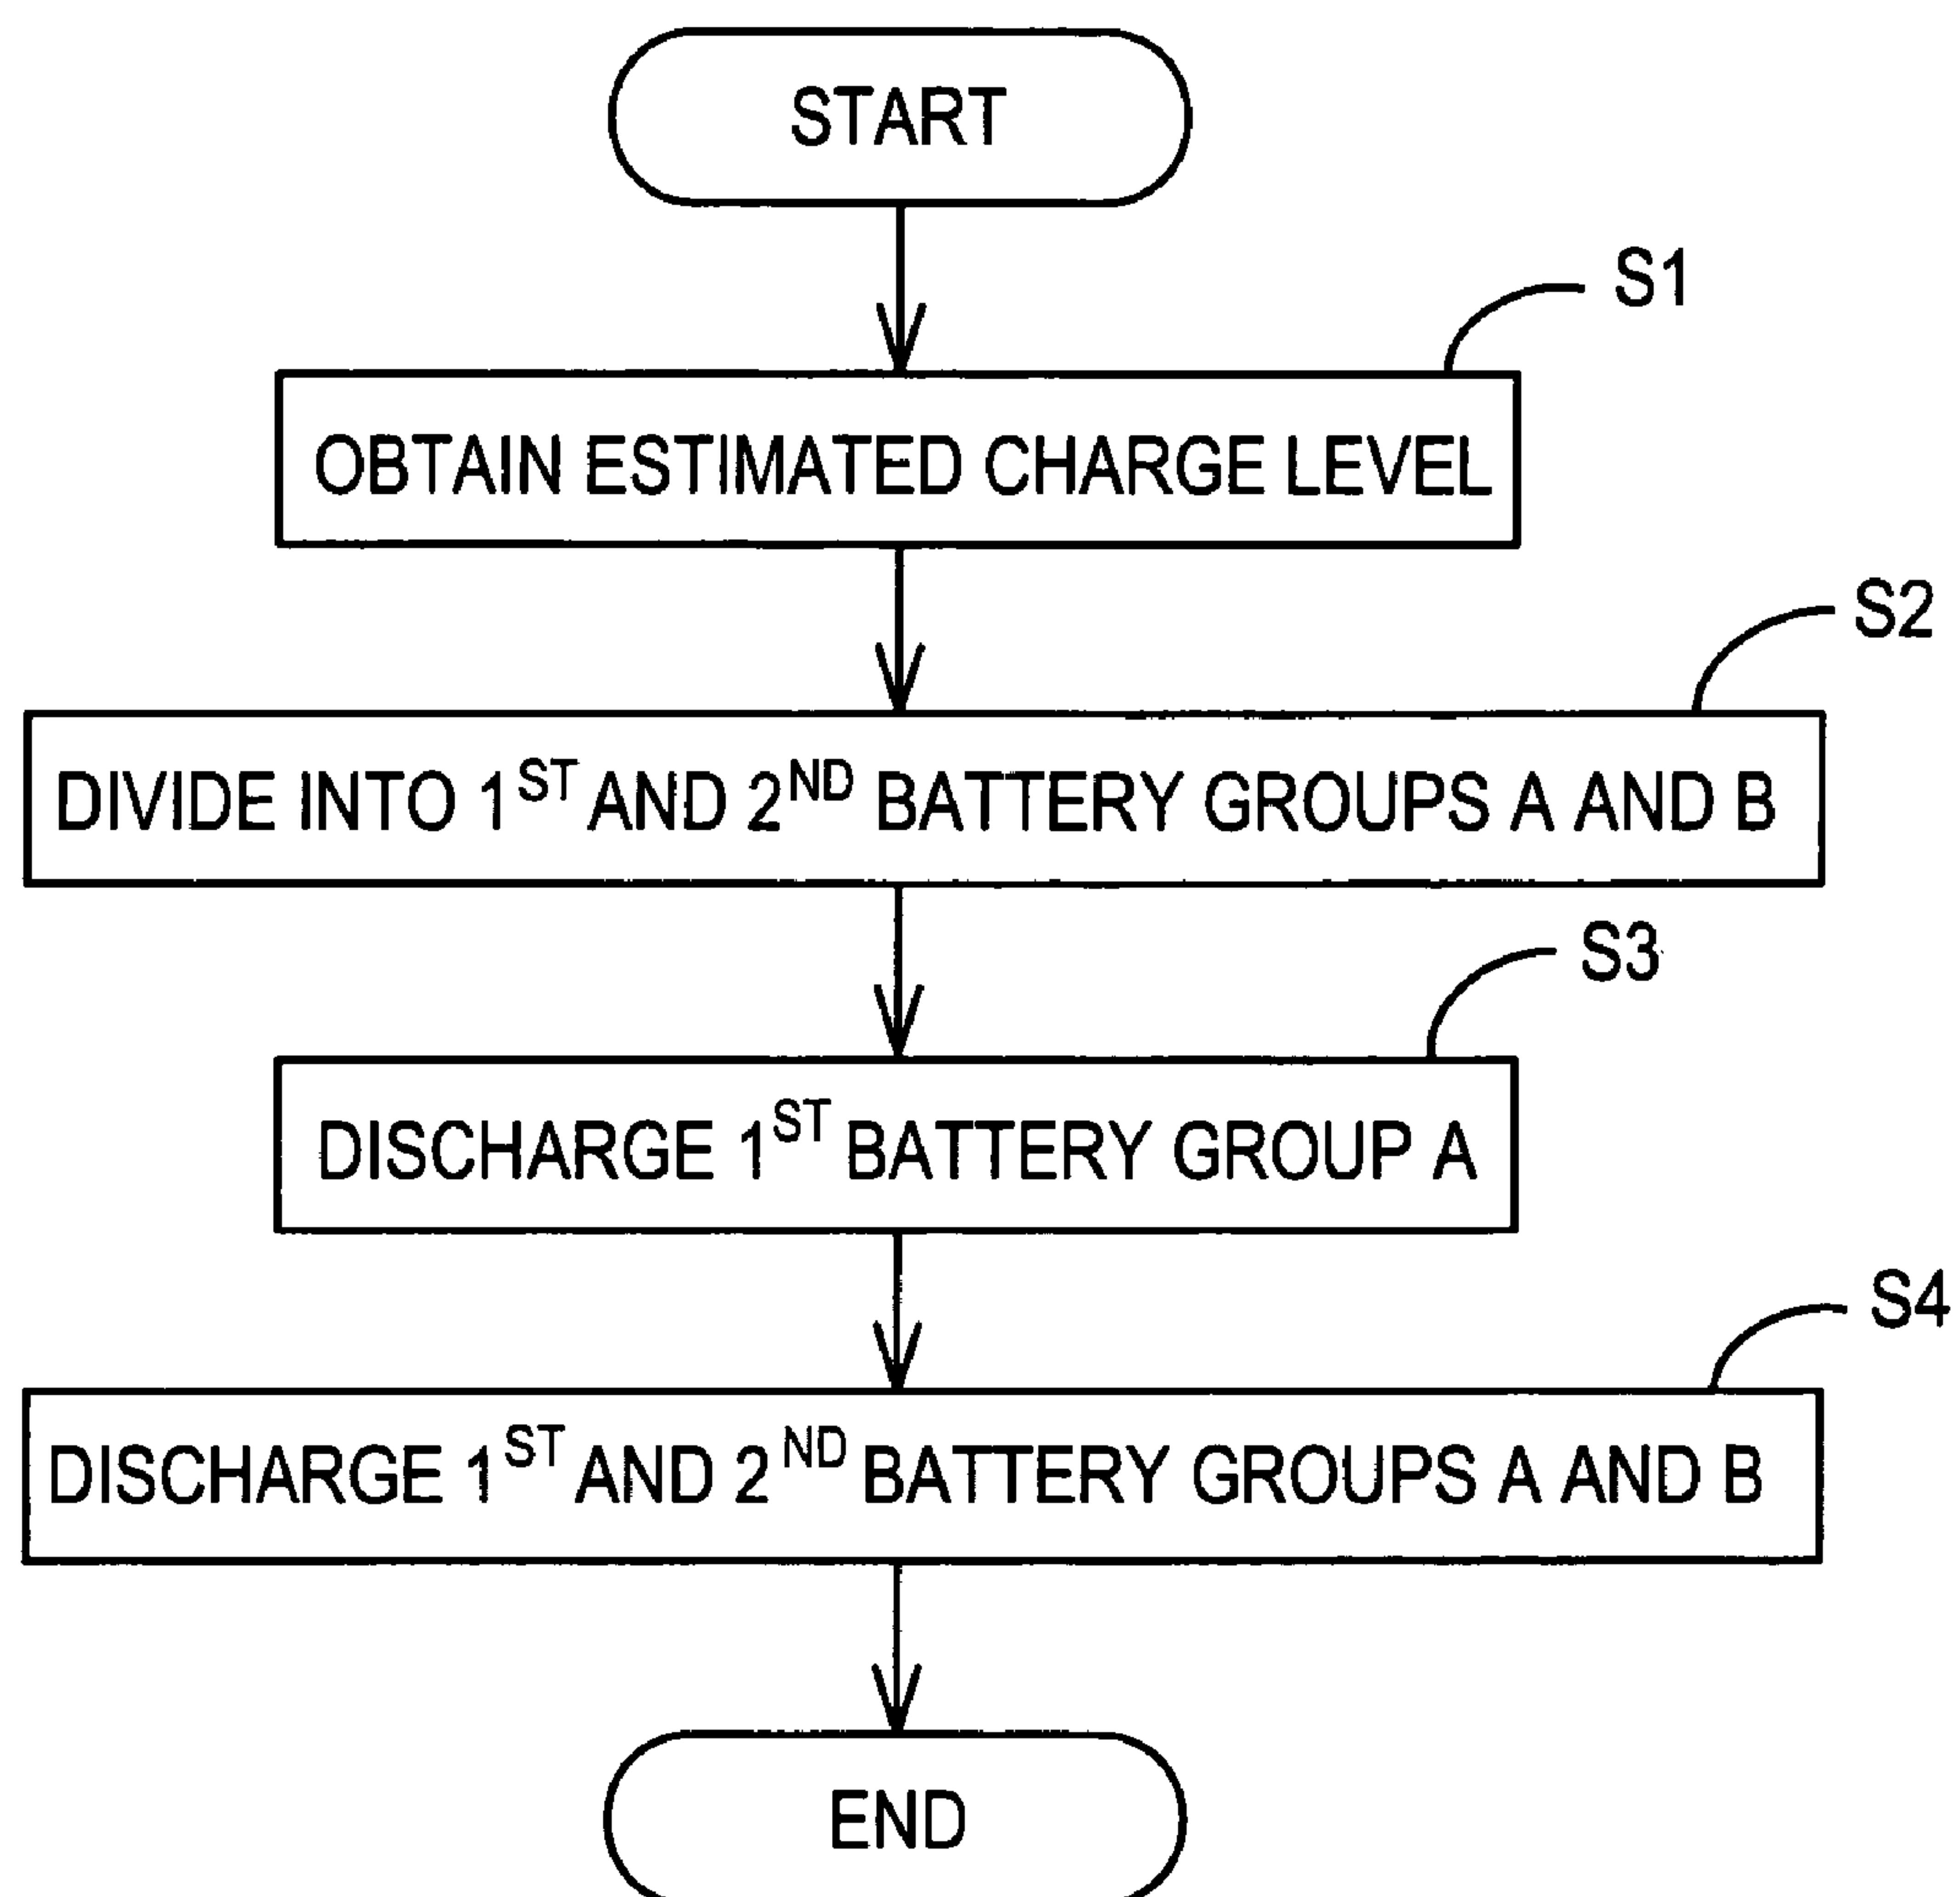 START
S1
OBTAIN ESTIMATED CHARGE LEVEL
S2
DIVIDE INTO 1ST AND 2ND BATTERY GROUPS A AND B
S3
DISCHARGE 1ST BATTERY GROUP A
S4
DISCHARGE 1ST AND 2ND BATTERY GROUPS A AND B
END